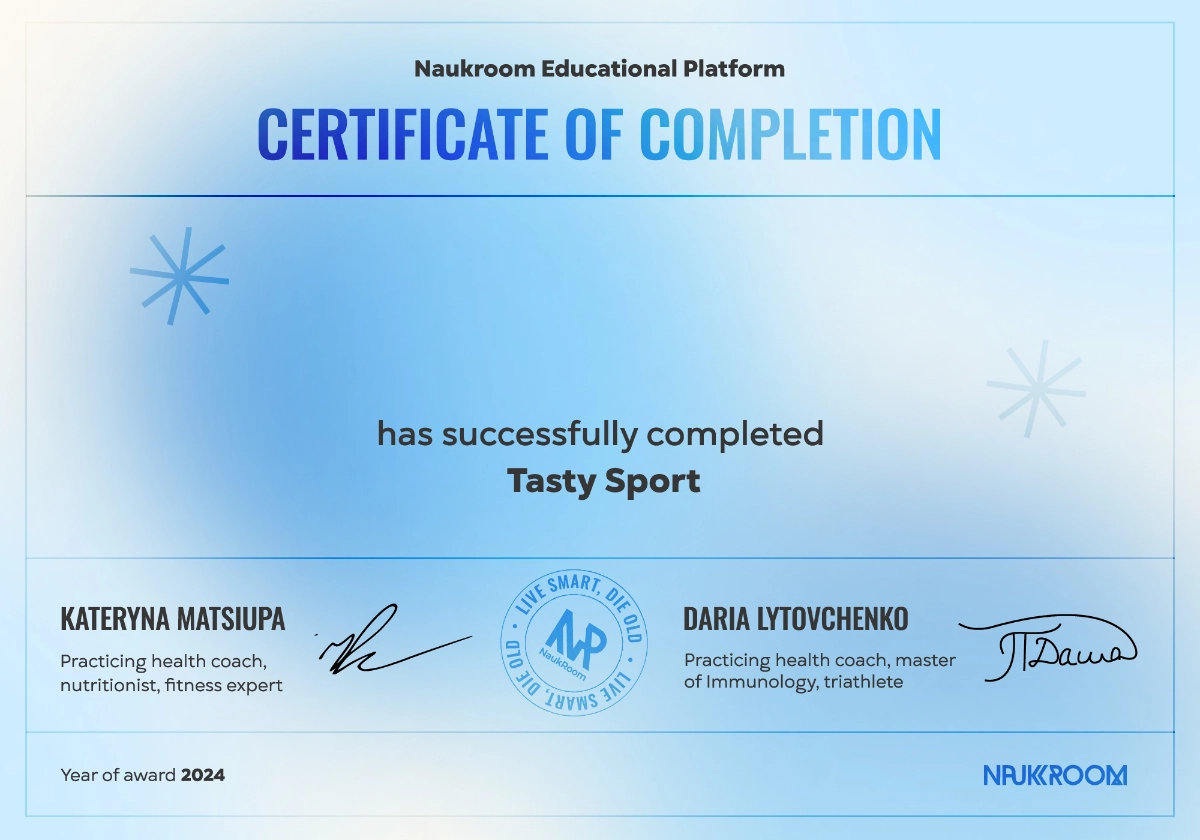 Naukroom Educational Platform
CERTIFICATE OF COMPLETION
has successfully completed
Tasty Sport
KATERYNA MATSIUPA
Practicing health coach,
nutritionist, fitness expert
• LIVE SMART, DIE OLD • LIVE SMART, DIE OLD
NaukRoom
DARIA LYTOVCHENKO
Practicing health coach, master
of Immunology, triathlete
Year of award 2024
NAUKROOM